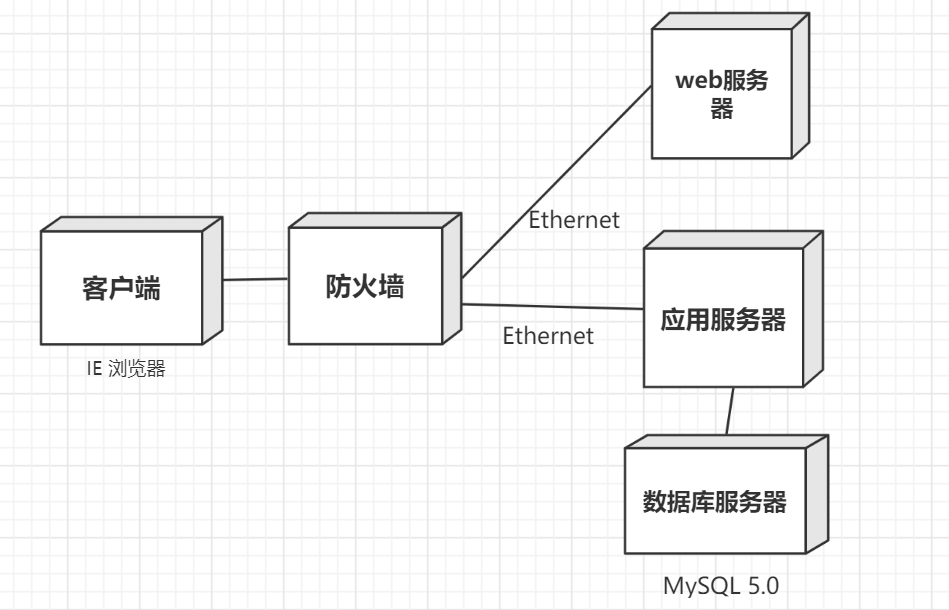 web服务
器
Ethernet
客户端
防火墙
应用服务器
Ethernet
IE 浏览器
数据库服务器
MySQL 5.0